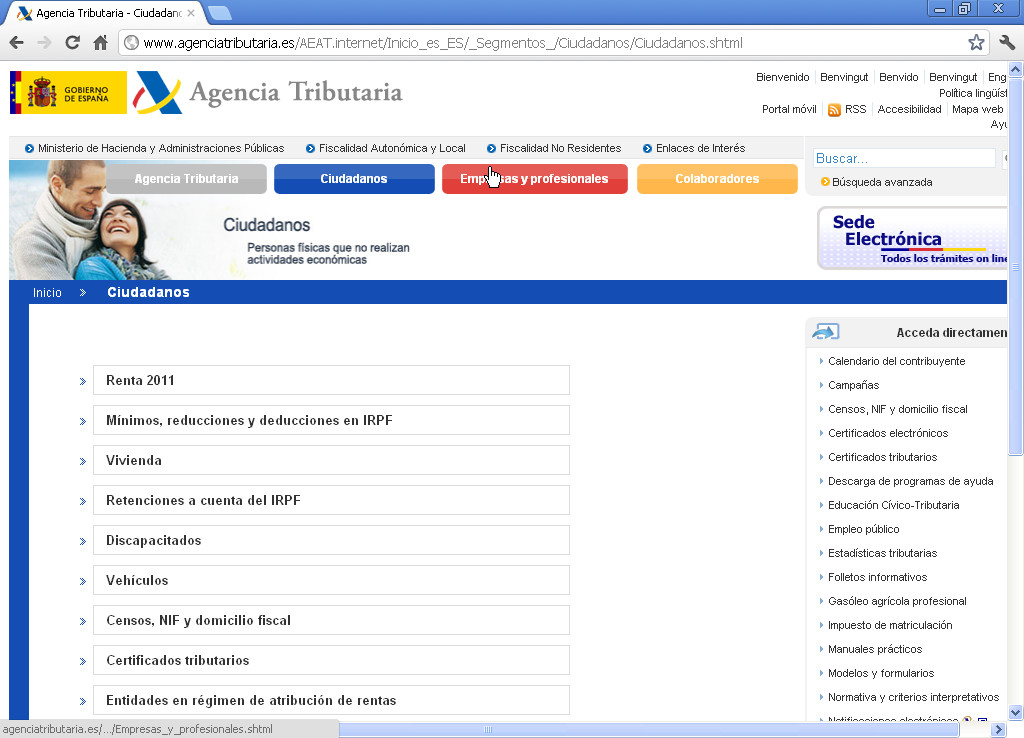 Agencia Tributaria - Ciudadan
www.agenciatributaria.es/AEAT.internet/Inicio_es_ES/_Segmentos_/Ciudadanos/Ciudadanos.shtml
GOBIERNO
DE ESPAÑA
Agencia Tributaria
Bienvenido Benvingut Benvido Benvingut Eng
Política lingüíst
Portal móvil RSS Accesibilidad Mapa web
Ayu
Ministerio de Hacienda y Administraciones Públicas Fiscalidad Autonómica y Local Fiscalidad No Residentes Enlaces de Interés
Agencia Tributaria Ciudadanos Empresas y profesionales Colaboradores
Buscar...
Búsqueda avanzada
Ciudadanos
Personas físicas que no realizan
actividades económicas
Sede
Electrónica
Todos los trámites on line
Inicio » Ciudadanos
Renta 2011
Mínimos, reducciones y deducciones en IRPF
Vivienda
Retenciones a cuenta del IRPF
Discapacitados
Vehículos
Censos, NIF y domicilio fiscal
Certificados tributarios
Entidades en régimen de atribución de rentas
Acceda directamen
Calendario del contribuyente
Campañas
Censos, NIF y domicilio fiscal
Certificados electrónicos
Certificados tributarios
Descarga de programas de ayuda
Educación Cívico-Tributaria
Empleo público
Estadísticas tributarias
Folletos informativos
Gasóleo agrícola profesional
Impuesto de matriculación
Manuales prácticos
Modelos y formularios
Normativa y criterios interpretativos
Notificaciones electrónicas
agenciatributaria.es/.../Empresas_y_profesionales.shtml